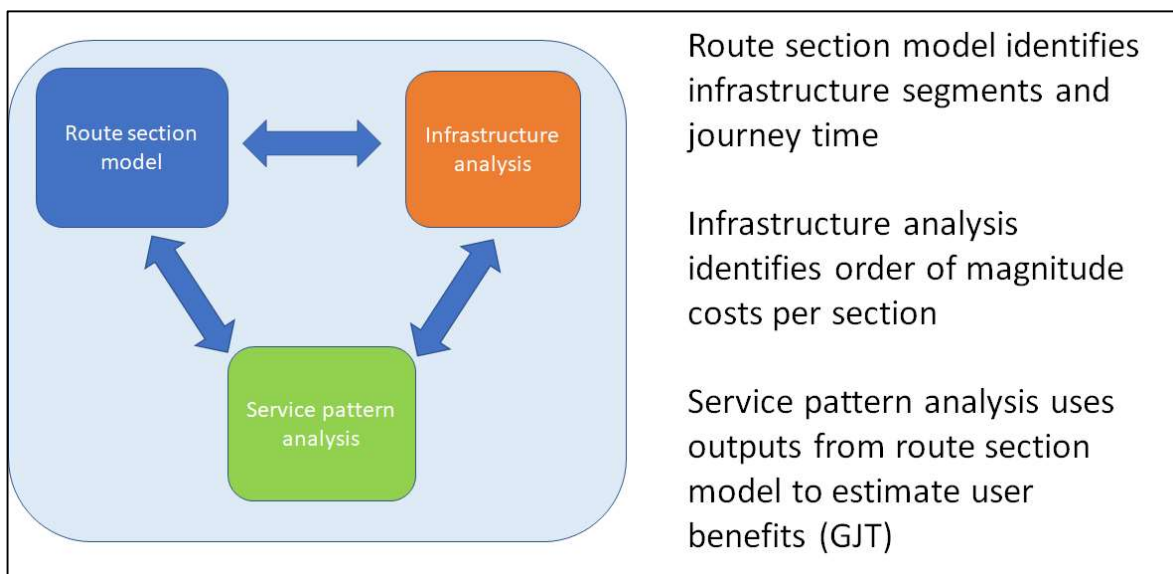 Route section
model
Infrastructure
analysis
Service pattern
analysis
Route section model identifies
infrastructure segments and
journey time
Infrastructure analysis
identifies order of magnitude
costs per section
Service pattern analysis uses
outputs from route section
model to estimate user
benefits (GJT)